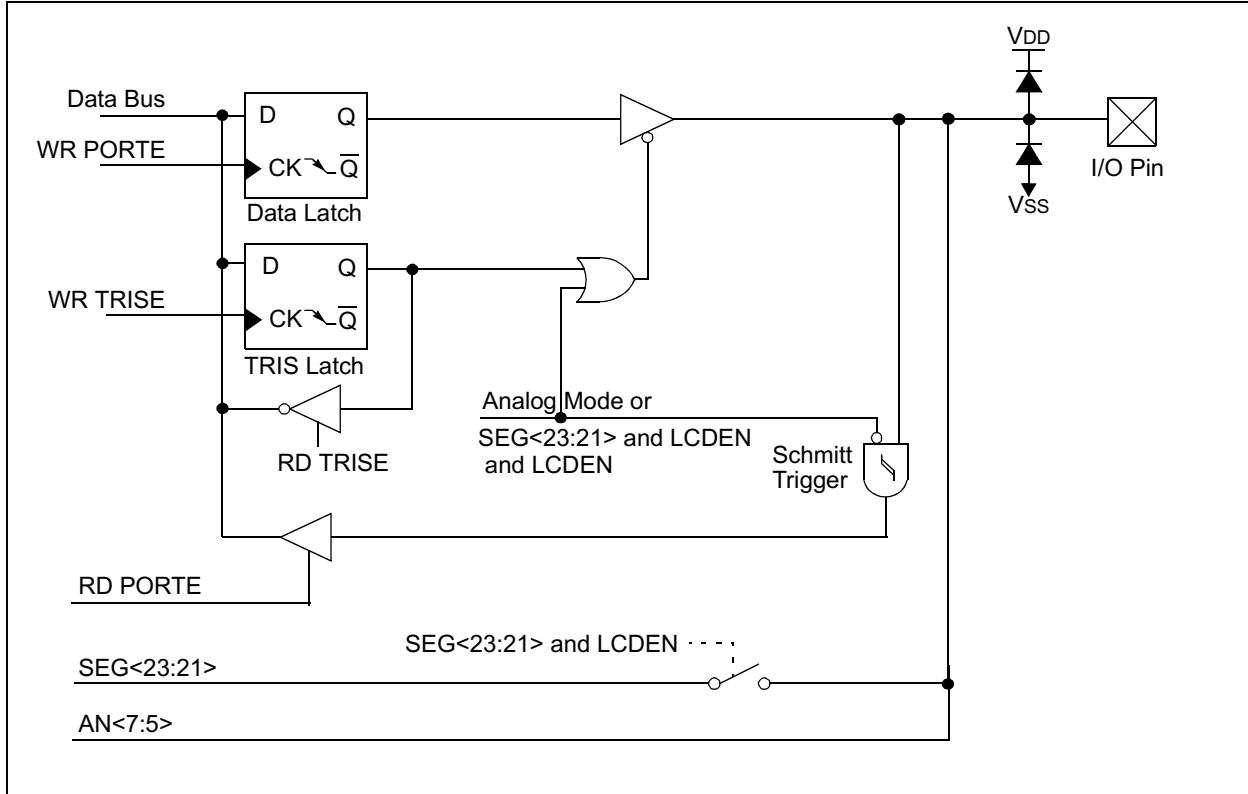 VDD
Data Bus
D Q
WR PORTE
CK Q̅
I/O Pin
Data Latch
VSS
D Q
WR TRISE
CK Q̅
TRIS Latch
Analog Mode or
SEG<23:21> and LCDEN
and LCDEN
RD TRISE
Schmitt
Trigger
RD PORTE
SEG<23:21> and LCDEN
SEG<23:21>
AN<7:5>